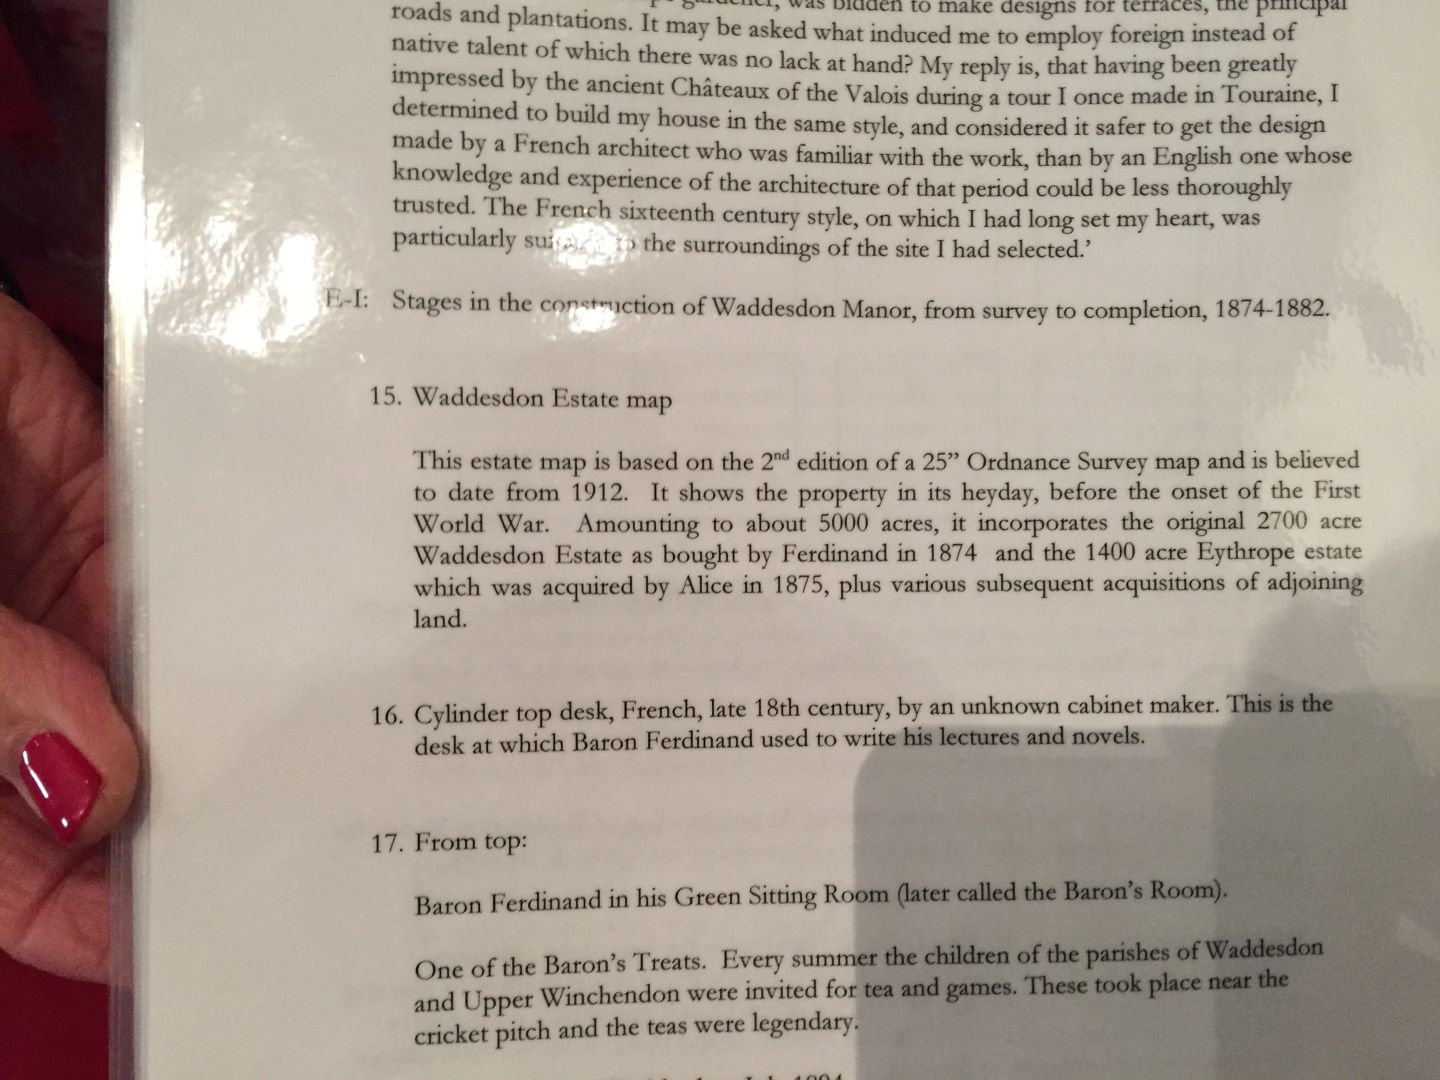 was bidden to make designs for terraces, the principal
roads and plantations. It may be asked what induced me to employ foreign instead of
native talent of which there was no lack at hand? My reply is, that having been greatly
impressed by the ancient Châteaux of the Valois during a tour I once made in Touraine, I
determined to build my house in the same style, and considered it safer to get the design
made by a French architect who was familiar with the work, than by an English one whose
knowledge and experience of the architecture of that period could be less thoroughly
trusted. The French sixteenth century style, on which I had long set my heart, was
particularly the surroundings of the site I had selected.’
E-I: Stages in the construction of Waddesdon Manor, from survey to completion, 1874-1882.
15. Waddesdon Estate map
This estate map is based on the 2nd edition of a 25” Ordnance Survey map and is believed
to date from 1912. It shows the property in its heyday, before the onset of the First
World War. Amounting to about 5000 acres, it incorporates the original 2700 acre
Waddesdon Estate as bought by Ferdinand in 1874 and the 1400 acre Eythrope estate
which was acquired by Alice in 1875, plus various subsequent acquisitions of adjoining
land.
16. Cylinder top desk, French, late 18th century, by an unknown cabinet maker. This is the
desk at which Baron Ferdinand used to write his lectures and novels.
17. From top:
Baron Ferdinand in his Green Sitting Room (later called the Baron’s Room).
One of the Baron’s Treats. Every summer the children of the parishes of Waddesdon
and Upper Winchendon were invited for tea and games. These took place near the
cricket pitch and the teas were legendary.